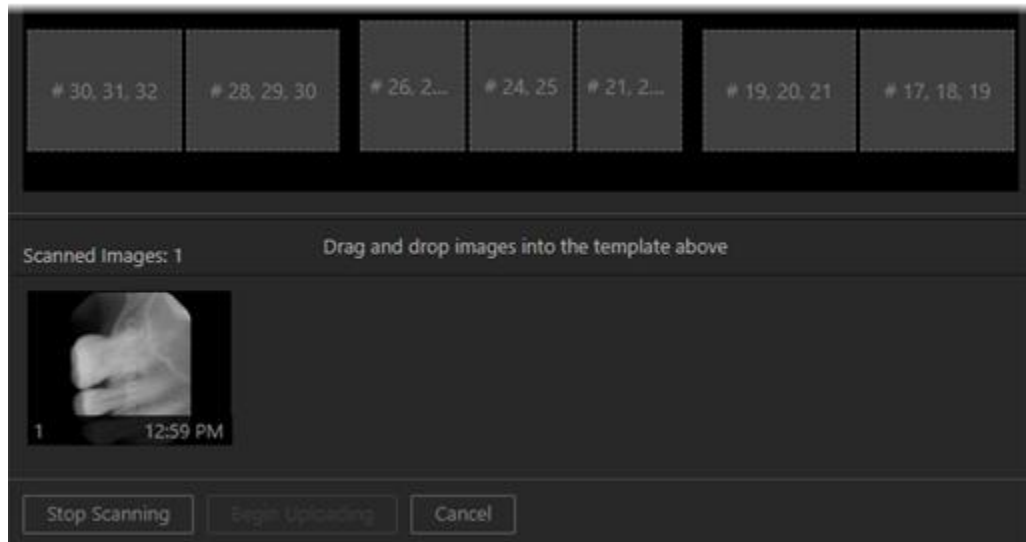 # 30, 31, 32
# 28, 29, 30
# 26, 2...
# 24, 25
# 21, 2...
# 19, 20, 21
# 17, 18, 19
Scanned Images: 1
Drag and drop images into the template above
1
12:59 PM
Stop Scanning
Begin Uploading
Cancel